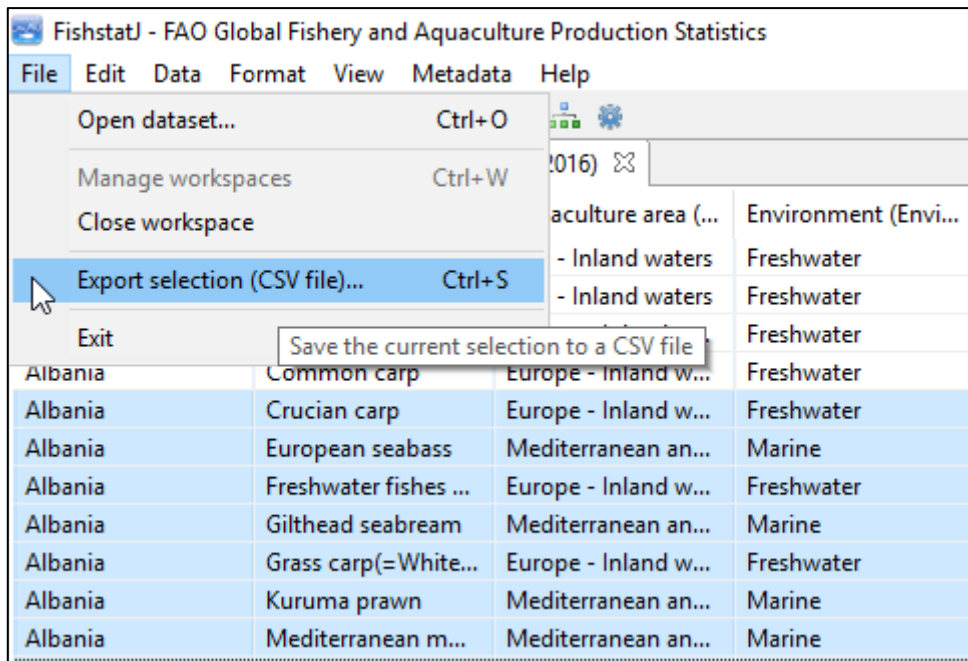 FishstatJ - FAO Global Fishery and Aquaculture Production Statistics
File Edit Data Format View Metadata Help
Open dataset... Ctrl+O
2016)
Manage workspaces Ctrl+W
Close workspace
aculture area (... Environment (Envi...
- Inland waters Freshwater
Export selection (CSV file)... Ctrl+S
- Inland waters Freshwater
Exit
Freshwater
Save the current selection to a CSV file
Albania Common carp Europe - Inland w... Freshwater
Albania Crucian carp Europe - Inland w... Freshwater
Albania European seabass Mediterranean an... Marine
Albania Freshwater fishes ... Europe - Inland w... Freshwater
Albania Gilthead seabream Mediterranean an... Marine
Albania Grass carp(=White... Europe - Inland w... Freshwater
Albania Kuruma prawn Mediterranean an... Marine
Albania Mediterranean m... Mediterranean an... Marine